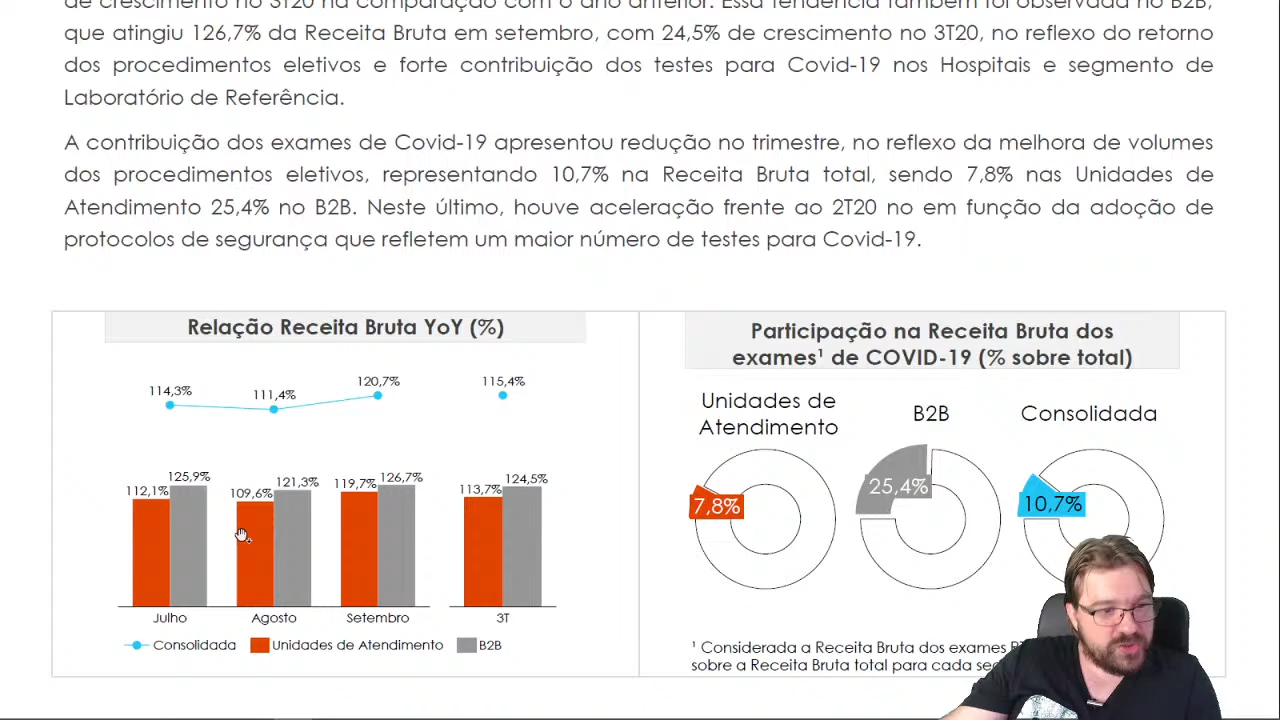 de crescimento no 3T20 na comparação com o ano anterior. Essa tendência também foi observada no B2B,
que atingiu 126,7% da Receita Bruta em setembro, com 24,5% de crescimento no 3T20, no reflexo do retorno
dos procedimentos eletivos e forte contribuição dos testes para Covid-19 nos Hospitais e segmento de
Laboratório de Referência.
A contribuição dos exames de Covid-19 apresentou redução no trimestre, no reflexo da melhora de volumes
dos procedimentos eletivos, representando 10,7% na Receita Bruta total, sendo 7,8% nas Unidades de
Atendimento 25,4% no B2B. Neste último, houve aceleração frente ao 2T20 no em função da adoção de
protocolos de segurança que refletem um maior número de testes para Covid-19.
Relação Receita Bruta YoY (%)
114,3%
111,4%
120,7%
115,4%
112,1%
125,9%
109,6%
121,3%
119,7%
126,7%
113,7%
124,5%
Julho
Agosto
Setembro
3T
Consolidada
Unidades de Atendimento
B2B
Participação na Receita Bruta dos
exames¹ de COVID-19 (% sobre total)
Unidades de
Atendimento
B2B
Consolidada
7,8%
25,4%
10,7%
¹ Considerada a Receita Bruta dos exames
sobre a Receita Bruta total para cada